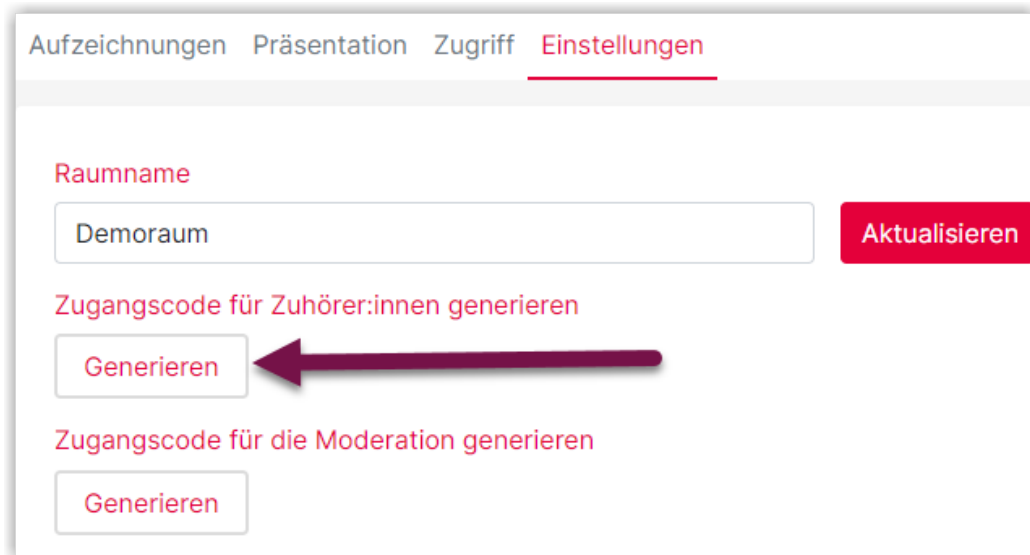 Aufzeichnungen Präsentation Zugriff Einstellungen
Raumname
Demoraum Aktualisieren
Zugangscode für Zuhörer:innen generieren
Generieren
Zugangscode für die Moderation generieren
Generieren